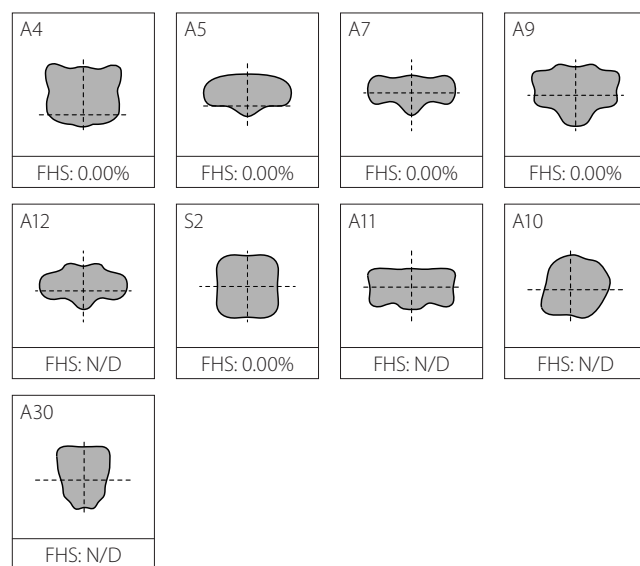 A4
FHS: 0.00%
A5
FHS: 0.00%
A7
FHS: 0.00%
A9
FHS: 0.00%
A12
FHS: N/D
S2
FHS: 0.00%
A11
FHS: N/D
A10
FHS: N/D
A30
FHS: N/D